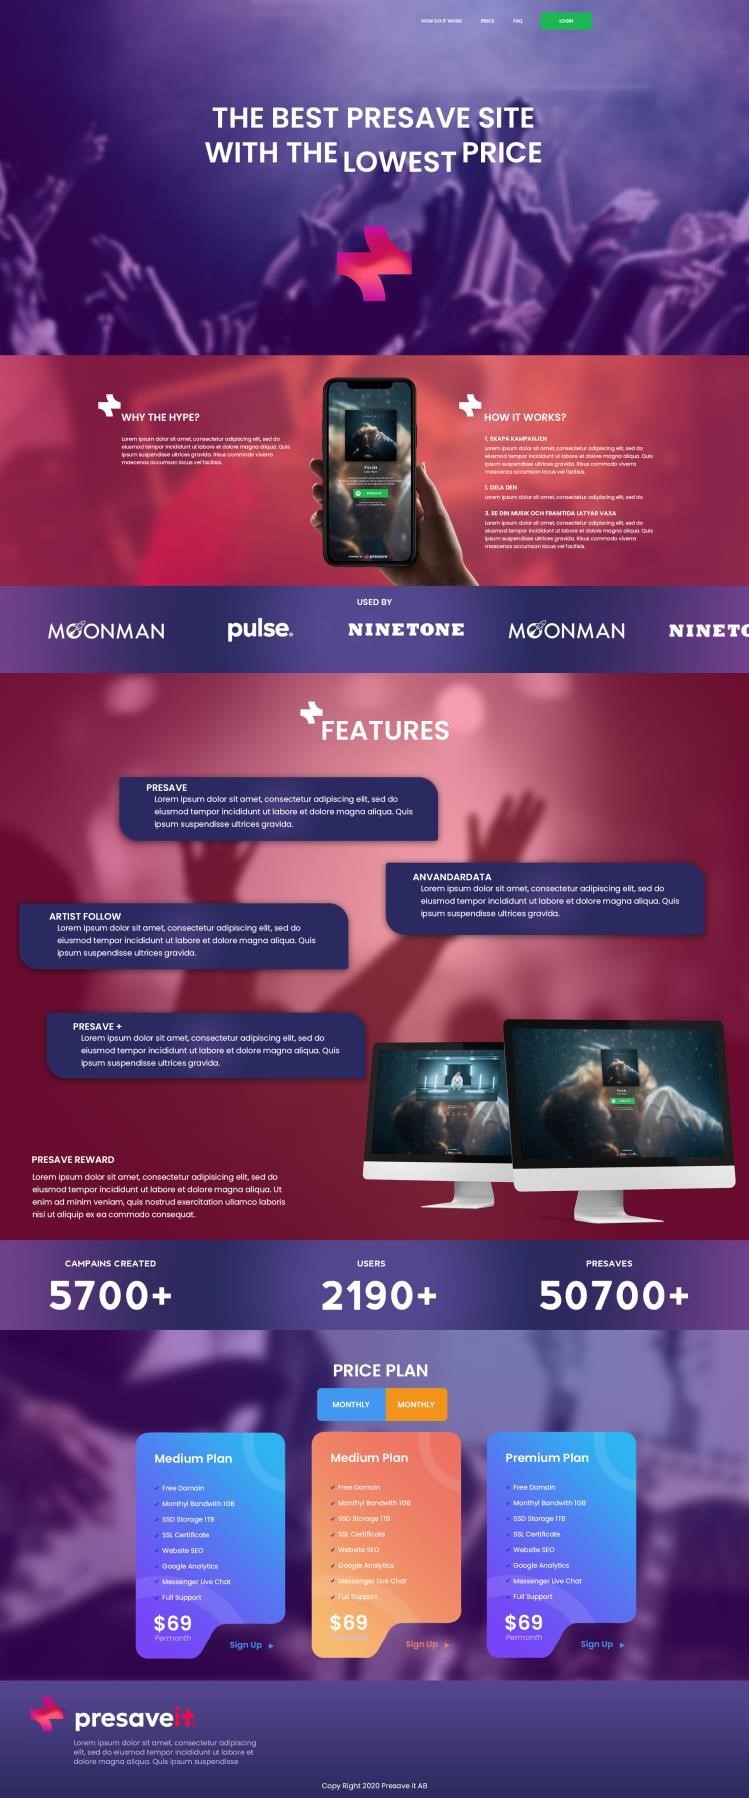 HOW DO IT WORK
PRICE
FAQ
LOGIN
THE BEST PRESAVE SITE
WITH THE LOWEST PRICE
WHY THE HYPE?
Lorem ipsum dolor sit amet, consectetur adipiscing elit, sed do
eiusmod tempor incididunt ut labore et dolore magna aliqua. Quis
ipsum suspendisse ultrices gravida. Risus commodo viverra
maecenas accumsan lacus vel facilisis.
HOW IT WORKS?
1. SKAPA KAMPANJEN
Lorem ipsum dolor sit amet, consectetur adipiscing elit, sed do
eiusmod tempor incididunt ut labore et dolore magna aliqua. Quis
ipsum suspendisse ultrices gravida. Risus commodo viverra
maecenas accumsan lacus vel facilisis.
1. DELA DEN
Lorem ipsum dolor sit amet, consectetur adipiscing elit, sed do
3. SE DIN MUSIK OCH FRAMTIDA LATYAR VAXA
Lorem ipsum dolor sit amet, consectetur adipiscing elit, sed do
eiusmod tempor incididunt ut labore et dolore magna aliqua. Quis
ipsum suspendisse ultrices gravida. Risus commodo viverra
maecenas accumsan lacus vel facilisis.
Förlåt
PRESAVE
presave
USED BY
MOONMAN
pulse
NINETONE
MOONMAN
NINETO
FEATURES
PRESAVE
Lorem ipsum dolor sit amet, consectetur adipiscing elit, sed do
eiusmod tempor incididunt ut labore et dolore magna aliqua. Quis
ipsum suspendisse ultrices gravida.
ANVANDARDATA
Lorem ipsum dolor sit amet, consectetur adipiscing elit, sed do
eiusmod tempor incididunt ut labore et dolore magna aliqua. Quis
ipsum suspendisse ultrices gravida.
ARTIST FOLLOW
Lorem ipsum dolor sit amet, consectetur adipiscing elit, sed do
eiusmod tempor incididunt ut labore et dolore magna aliqua. Quis
ipsum suspendisse ultrices gravida.
PRESAVE +
Lorem ipsum dolor sit amet, consectetur adipiscing elit, sed do
eiusmod tempor incididunt ut labore et dolore magna aliqua. Quis
ipsum suspendisse ultrices gravida.
PRESAVE REWARD
Lorem ipsum dolor sit amet, consectetur adipiscing elit, sed do
eiusmod tempor incididunt ut labore et dolore magna aliqua. Ut
enim ad minim veniam, quis nostrud exercitation ullamco laboris
nisi ut aliquip ex ea commodo consequat.
CAMPAINS CREATED
5700+
USERS
2190+
PRESAVES
50700+
PRICE PLAN
MONTHLY
MONTHLY
Medium Plan
Free Domain
Monthyl Bandwith 1GB
SSD Storage 1TB
SSL Certificate
Website SEO
Google Analytics
Messenger Live Chat
Full Support
$69
Permonth
Sign Up
Medium Plan
Free Domain
Monthyl Bandwith 1GB
SSD Storage 1TB
SSL Certificate
Website SEO
Google Analytics
Messenger Live Chat
Full Support
$69
Sign Up
Premium Plan
Free Domain
Monthyl Bandwith 1GB
SSD Storage 1TB
SSL Certificate
Website SEO
Google Analytics
Messenger Live Chat
Full Support
$69
Permonth
Sign Up
presaveit
Lorem ipsum dolor sit amet, consectetur adipiscing
elit, sed do eiusmod tempor incididunt ut labore et
dolore magna aliqua. Quis ipsum suspendisse
Copy Right 2020 Presave it AB